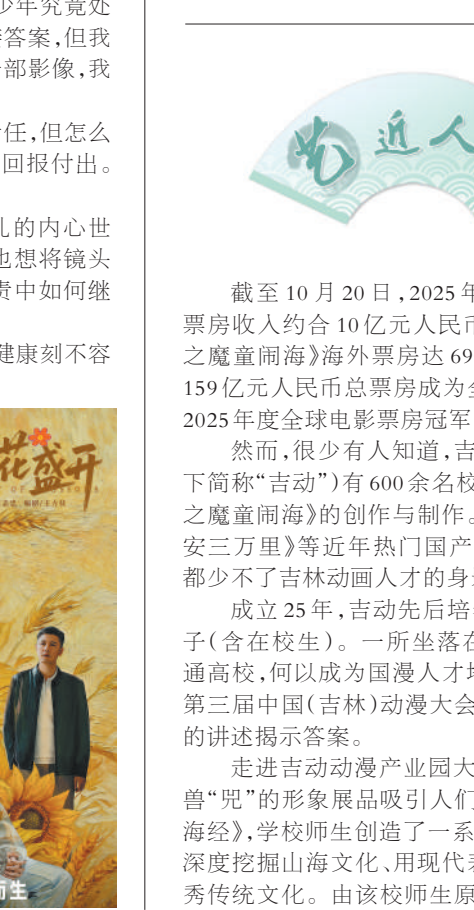 少年究竟处
答案,但我
部影像,我
任,但怎么
回报付出。
礼的内心世
也想将镜头
责中如何继
健康刻不容
花盛开
而生
艺近人
截至10月20日,2025年
票房收入约合10亿元人民币
之魔童闹海》海外票房达69
159亿元人民币总票房成为全
2025年度全球电影票房冠军
然而,很少有人知道,吉
下简称“吉动”)有600余名校
之魔童闹海》的创作与制作。
安三万里》等近年热门国产
都少不了吉林动画人才的身
成立25年,吉动先后培
子(含在校生)。一所坐落在
通高校,何以成为国漫人才培
第三届中国(吉林)动漫大会
的讲述揭示答案。
走进吉动动漫产业园大
兽“兕”的形象展品吸引人们
海经》,学校师生创造了一系
深度挖掘山海文化、用现代表
秀传统文化。由该校师生原